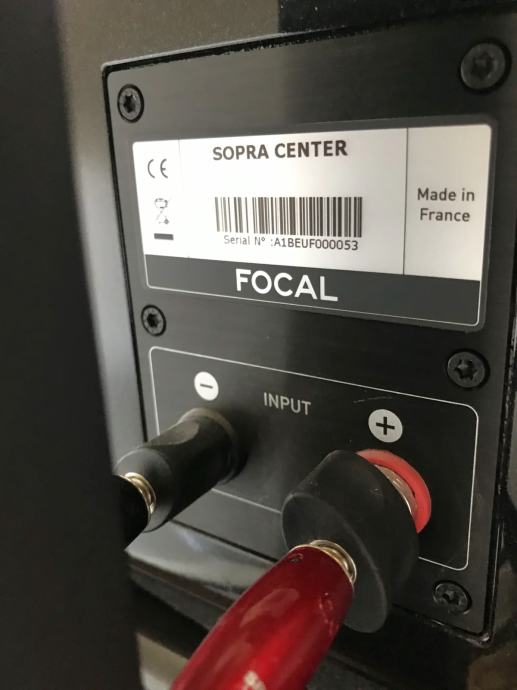 CE
SOPRA CENTER
Serial N° :A1BEUF000053
Made in
France
FOCAL
−
INPUT
+